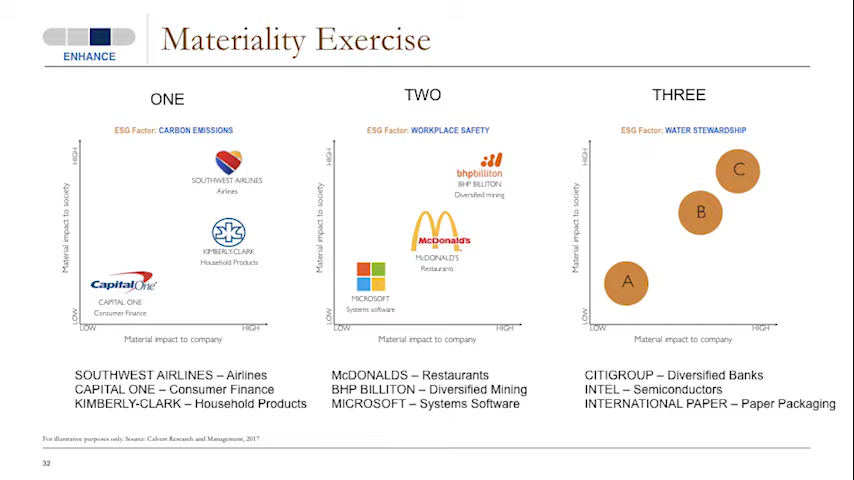 ENHANCE
Materiality Exercise
ONE
ESG Factor: CARBON EMISSIONS
HIGH
Material impact to society
LOW
SOUTHWEST AIRLINES
Airlines
KIMBERLY-CLARK
Household Products
Capital One
CAPITAL ONE
Consumer Finance
LOW
HIGH
Material impact to company
SOUTHWEST AIRLINES – Airlines
CAPITAL ONE – Consumer Finance
KIMBERLY-CLARK – Household Products
TWO
ESG Factor: WORKPLACE SAFETY
HIGH
Material impact to society
LOW
bhpbilliton
BHP BILLITON
Diversified mining
McDonald's
McDONALD'S
Restaurants
MICROSOFT
Systems software
LOW
HIGH
Material impact to company
McDONALDS – Restaurants
BHP BILLITON – Diversified Mining
MICROSOFT – Systems Software
THREE
ESG Factor: WATER STEWARDSHIP
HIGH
Material impact to society
LOW
C
B
A
LOW
HIGH
Material impact to company
CITIGROUP – Diversified Banks
INTEL – Semiconductors
INTERNATIONAL PAPER – Paper Packaging
For illustrative purposes only. Source: Calvert Research and Management, 2017
32